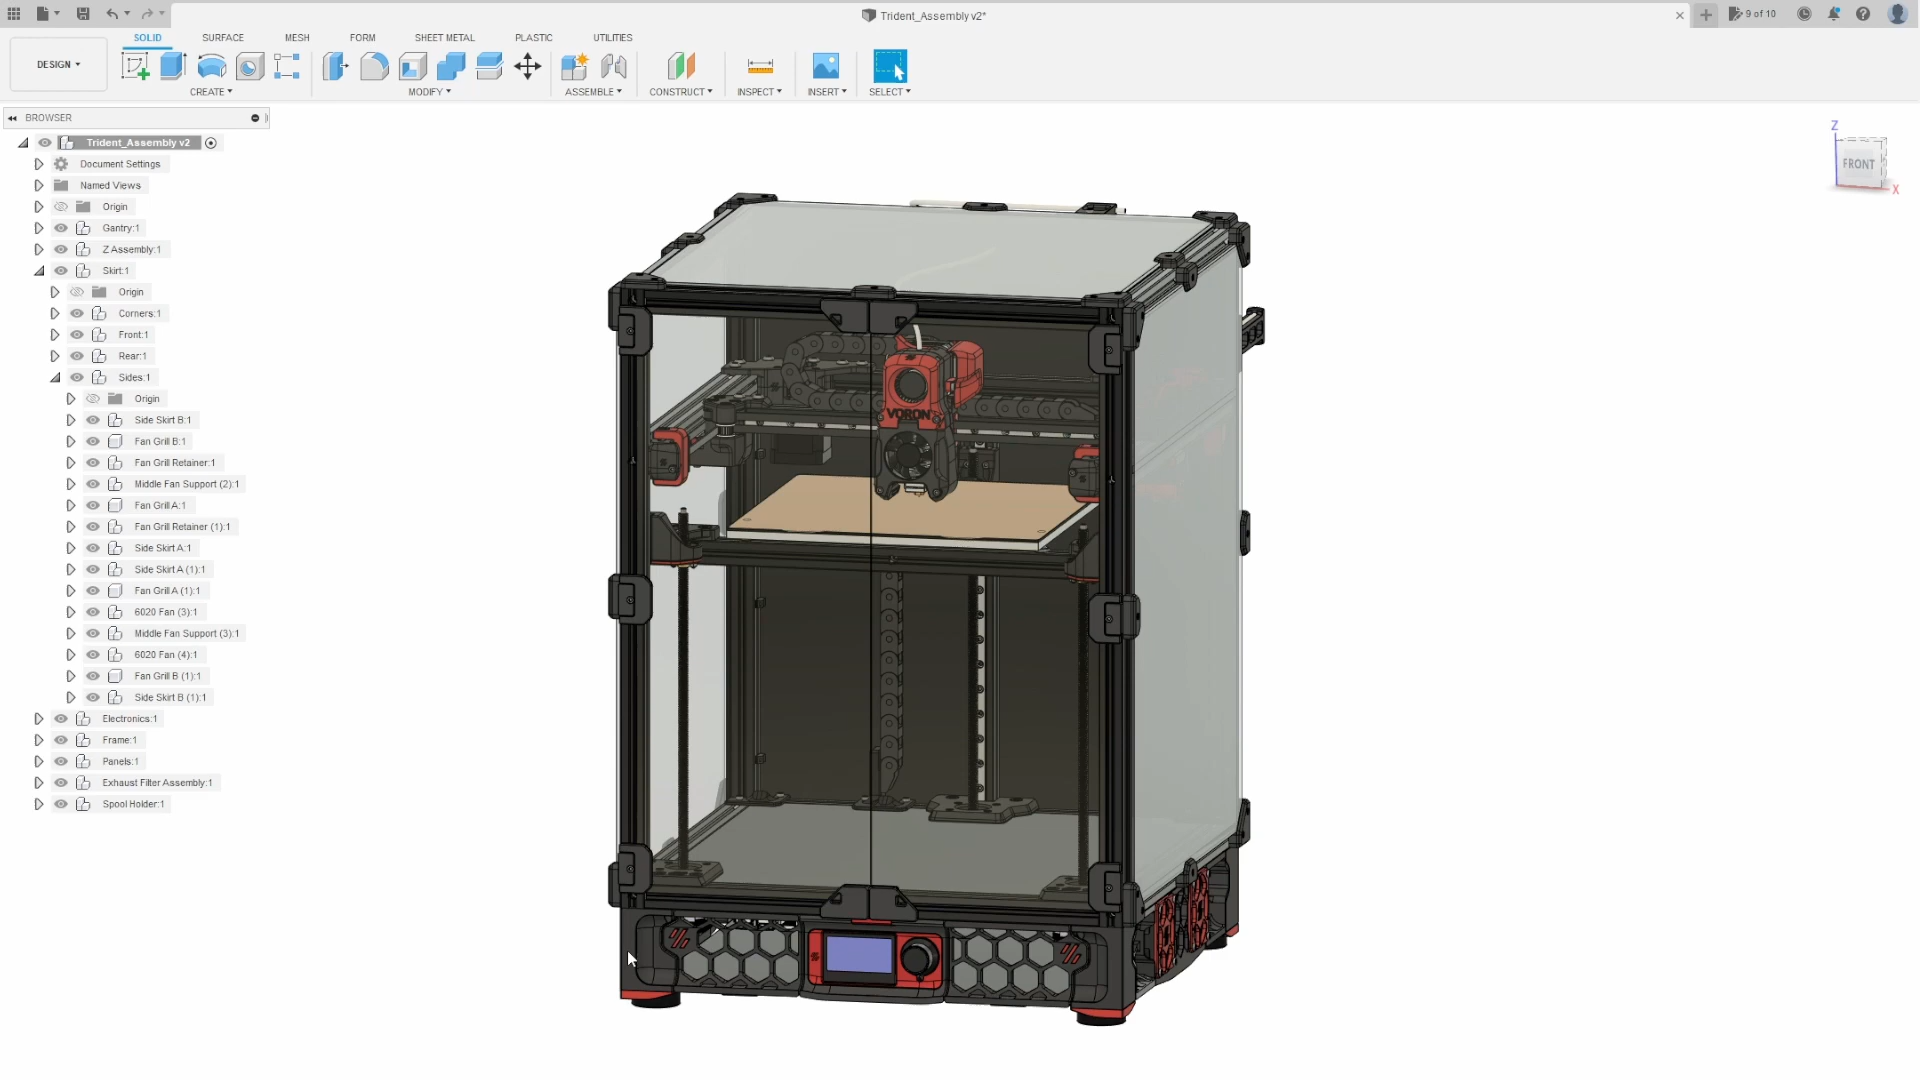 Trident_Assembly v2*
9 of 10
SOLID
SURFACE
MESH
FORM
SHEET METAL
PLASTIC
UTILITIES
DESIGN
CREATE
MODIFY
ASSEMBLE
CONSTRUCT
INSPECT
INSERT
SELECT
BROWSER
Trident_Assembly v2
Document Settings
Named Views
Origin
Gantry:1
Z Assembly:1
Skirt:1
Origin
Corners:1
Front:1
Rear:1
Sides:1
Origin
Side Skirt B:1
Fan Grill B:1
Fan Grill Retainer:1
Middle Fan Support (2):1
Fan Grill A:1
Fan Grill Retainer (1):1
Side Skirt A:1
Side Skirt A (1):1
Fan Grill A (1):1
6020 Fan (3):1
Middle Fan Support (3):1
6020 Fan (4):1
Fan Grill B (1):1
Side Skirt B (1):1
Electronics:1
Frame:1
Panels:1
Exhaust Filter Assembly:1
Spool Holder:1
Z
FRONT
X
VORON